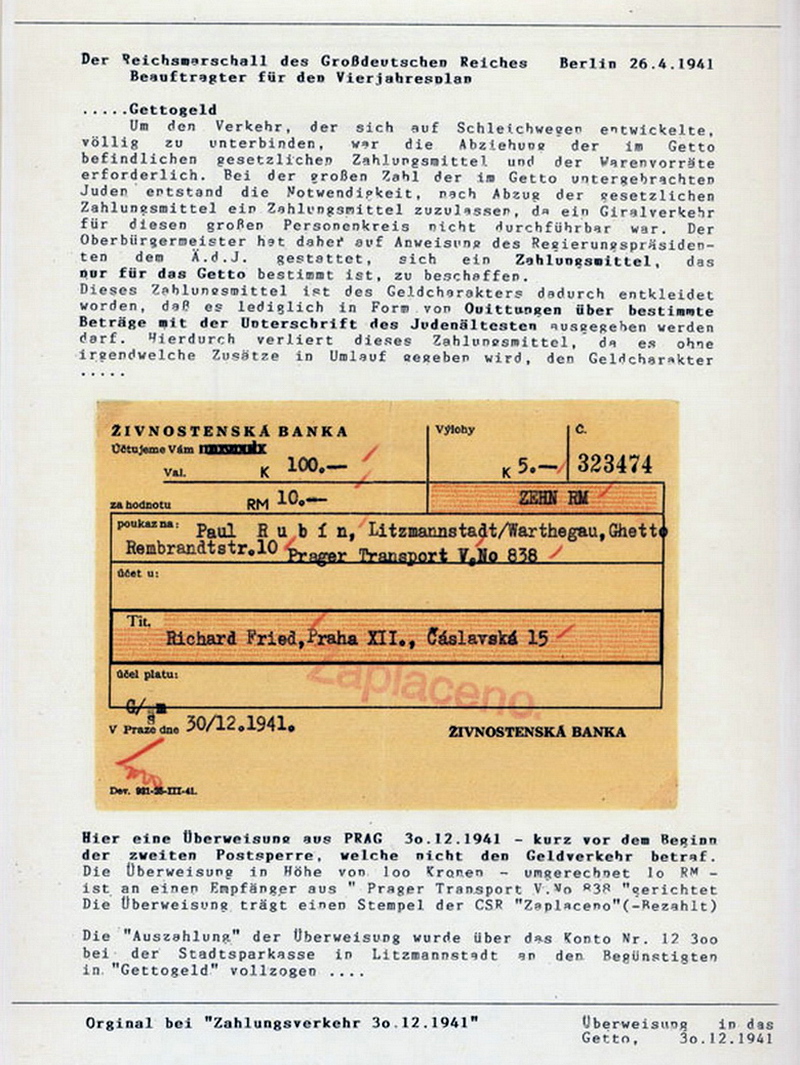 Der Reichsmarschall des Großdeutschen Reiches Berlin 26.4.1941
Beauftragter für den Vierjahresplan
.....Gettogeld
Um den Verkehr, der sich auf Schleichwegen entwickelte,
völlig zu unterbinden, war die Abziehung der im Getto
befindlichen gesetzlichen Zahlungsmittel und der Warenvorräte
erforderlich. Bei der großen Zahl der im Getto untergebrachten
Juden entstand die Notwendigkeit, nach Abzug der gesetzlichen
Zahlungsmittel ein Zahlungsmittel zuzulassen, da ein Giralverkehr
für diesen großen Personenkreis nicht durchführbar war. Der
Oberbürgermeister hat daher auf Anweisung des Regierungspräsiden-
ten dem Ä.d.J. gestattet, sich ein Zahlungsmittel, das
nur für das Getto bestimmt ist, zu beschaffen.
Dieses Zahlungsmittel ist des Geldcharakters dadurch entkleidet
worden, daß es lediglich in Form von Quittungen über bestimmte
Beträge mit der Unterschrift des Judenältesten ausgegeben werden
darf. Hierdurch verliert dieses Zahlungsmittel, da es ohne
irgendwelche Zusätze in Umlauf gegeben wird, den Geldcharakter
.....
ŽIVNOSTENSKÁ BANKA Výlohy Č.
Účtujeme Vám
Val. K 100.— K 5.— 323474
za hodnotu RM 10.— ZEHN RM
poukaz na: Paul Rubín, Litzmannstadt/Warthegau, Ghetto
Rembrandtstr.10 Prager Transport V.No 838
účet u:
Tit.
Richard Fried, Praha XII., Čáslavská 15
účel platu:
Zaplaceno.
G/
V Praze dne 30/12.1941. ŽIVNOSTENSKÁ BANKA
Dev. -III-41.
Hier eine Überweisung aus PRAG 3o.12.1941 - kurz vor dem Beginn
der zweiten Postsperre, welche nicht den Geldverkehr betraf.
Die Überweisung in Höhe von 1oo Kronen - umgerechnet 1o RM -
ist an einen Empfänger aus " Prager Transport V.No 838 "gerichtet
Die Überweisung trägt einen Stempel der CSR "Zaplaceno"(-Bezahlt)
Die "Auszahlung" der Überweisung wurde über das Konto Nr. 12 3oo
bei der Stadtsparkasse in Litzmannstadt an den Begünstigten
in "Gettogeld" vollzogen ....
Orginal bei "Zahlungsverkehr 3o.12.1941"
Überweisung in das
Getto, 3o.12.1941